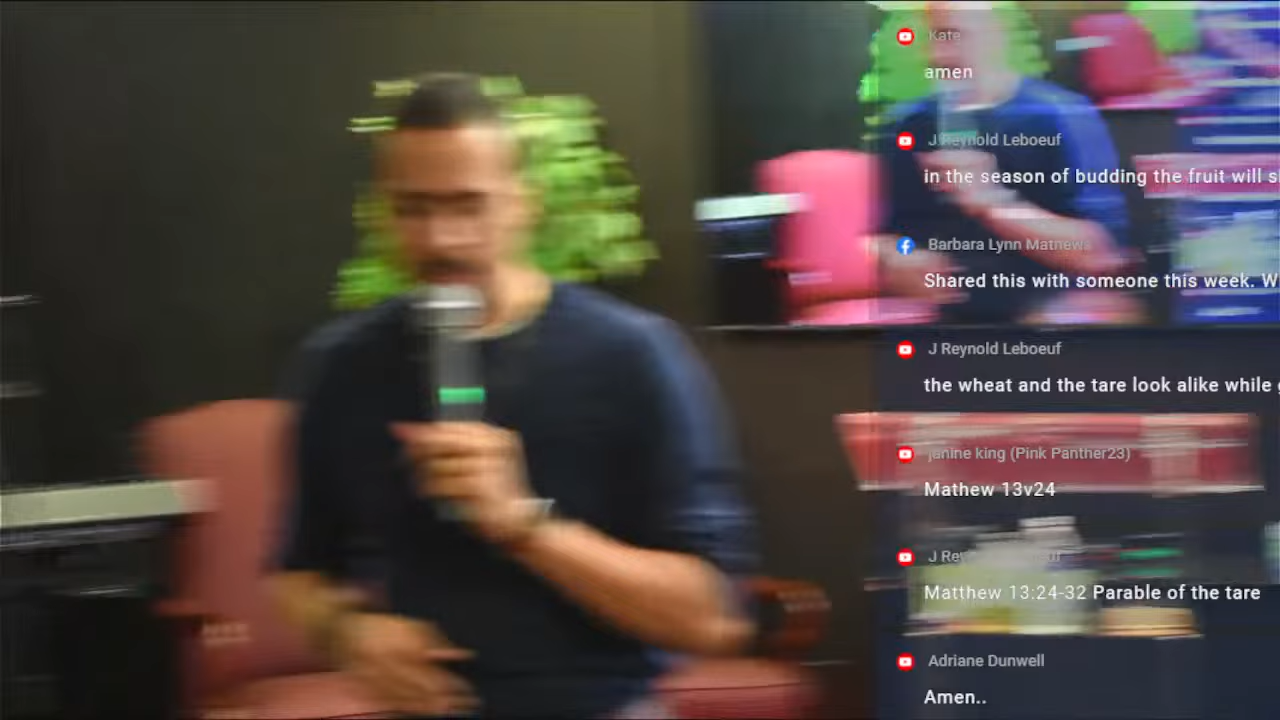 Kate
amen
J Reynold Leboeuf
in the season of budding the fruit will
Barbara Lynn Mathews
Shared this with someone this week.
J Reynold Leboeuf
the wheat and the tare look alike while
janine king (Pink Panther23)
Mathew 13v24
J Reynold Leboeuf
Matthew 13:24-32 Parable of the tare
Adriane Dunwell
Amen..